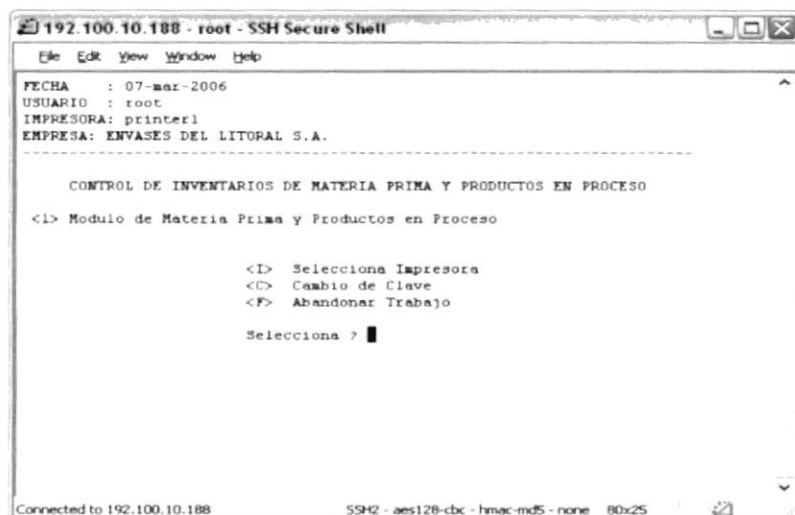 192.100.10.188 - root - SSH Secure Shell
File Edit View Window Help
FECHA : 07-mar-2006
USUARIO : root
IMPRESORA: printer1
EMPRESA: ENVASES DEL LITORAL S.A.
CONTROL DE INVENTARIOS DE MATERIA PRIMA Y PRODUCTOS EN PROCESO
<1> Modulo de Materia Prima y Productos en Proceso
<I> Selecciona Impresora
<C> Cambio de Clave
<F> Abandonar Trabajo
Selecciona ?
Connected to 192.100.10.188 SSH2 - aes128-cbc - hmac-md5 - none 80x25